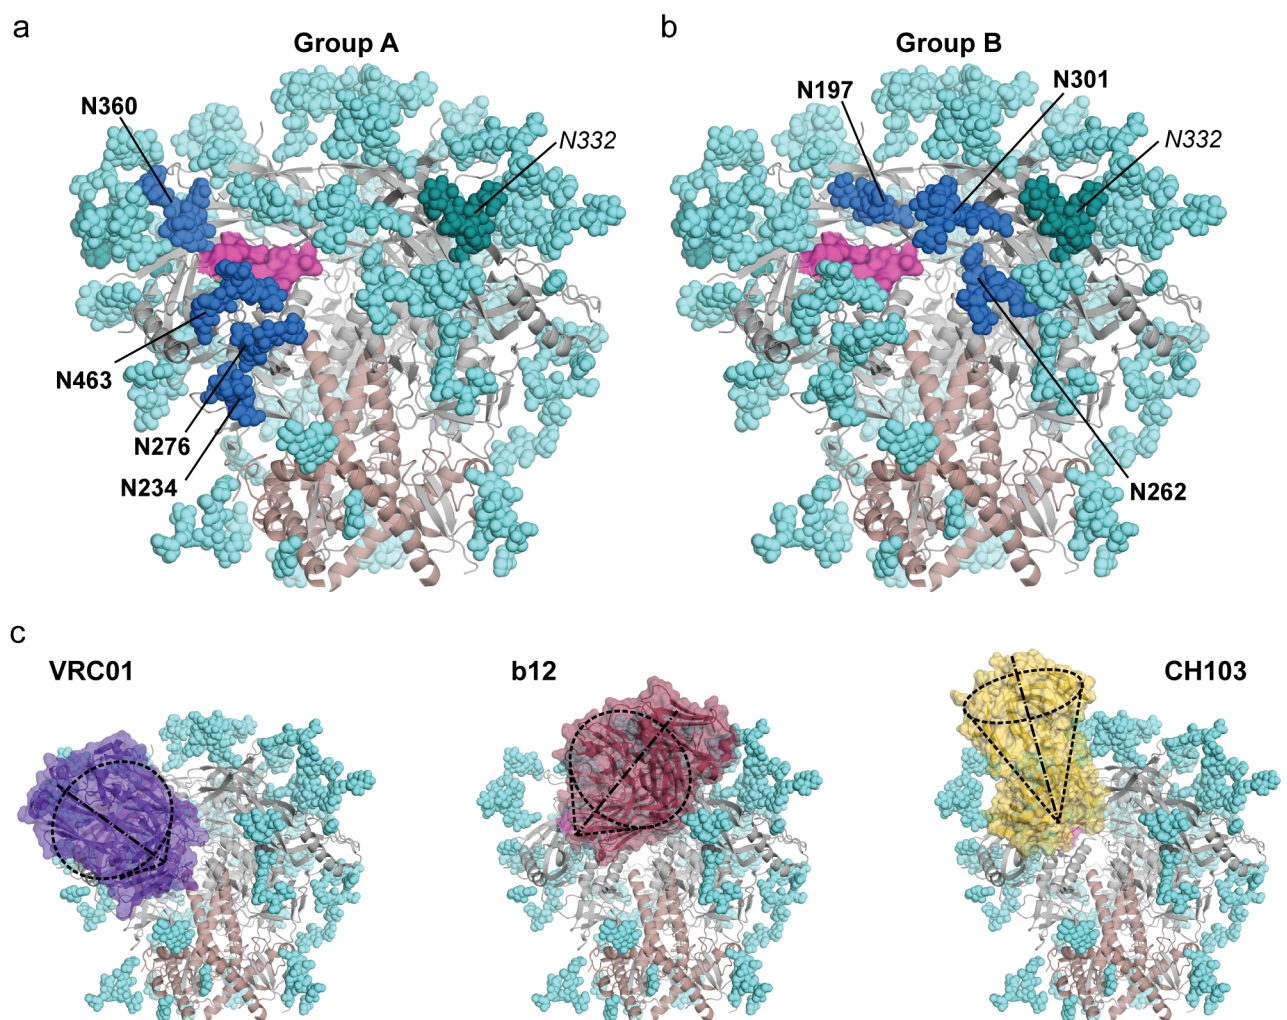 a
Group A
N360
N332
N463
N276
N234
b
Group B
N197
N301
N332
N262
c
VRC01
b12
CH103